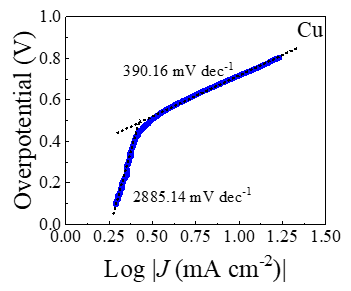 Cu
390.16 mV dec⁻¹
2885.14 mV dec⁻¹
Overpotential (V)
1.0
0.8
0.6
0.4
0.2
0.0
0.00 0.25 0.50 0.75 1.00 1.25 1.50
Log |J (mA cm⁻²)|